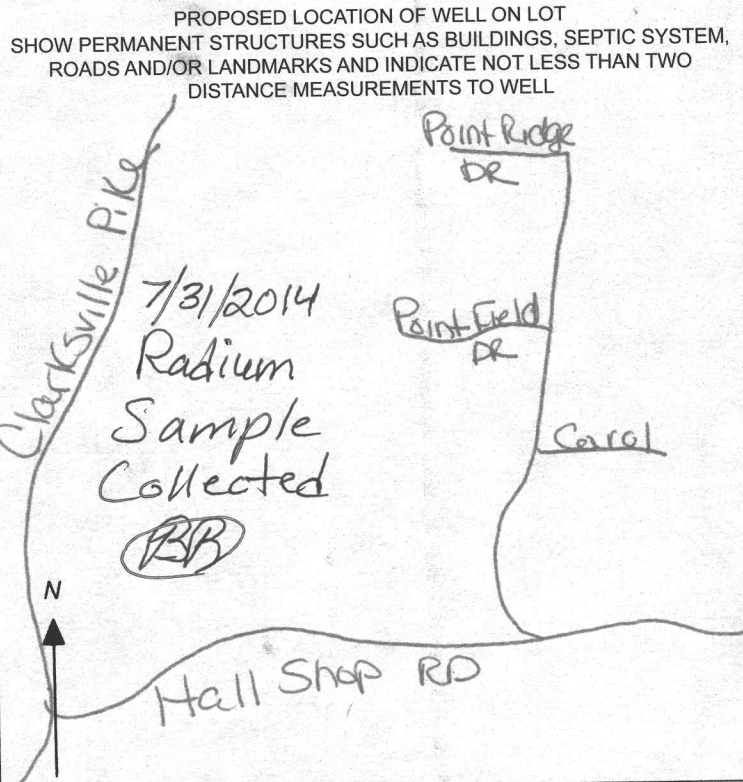 PROPOSED LOCATION OF WELL ON LOT
SHOW PERMANENT STRUCTURES SUCH AS BUILDINGS, SEPTIC SYSTEM,
ROADS AND/OR LANDMARKS AND INDICATE NOT LESS THAN TWO
DISTANCE MEASUREMENTS TO WELL
Point Ridge
DR
Clarksville Pike
7/31/2014
Radium
Sample
Collected
BB
Point Field
DR
Carol
N
Hall Shop RD